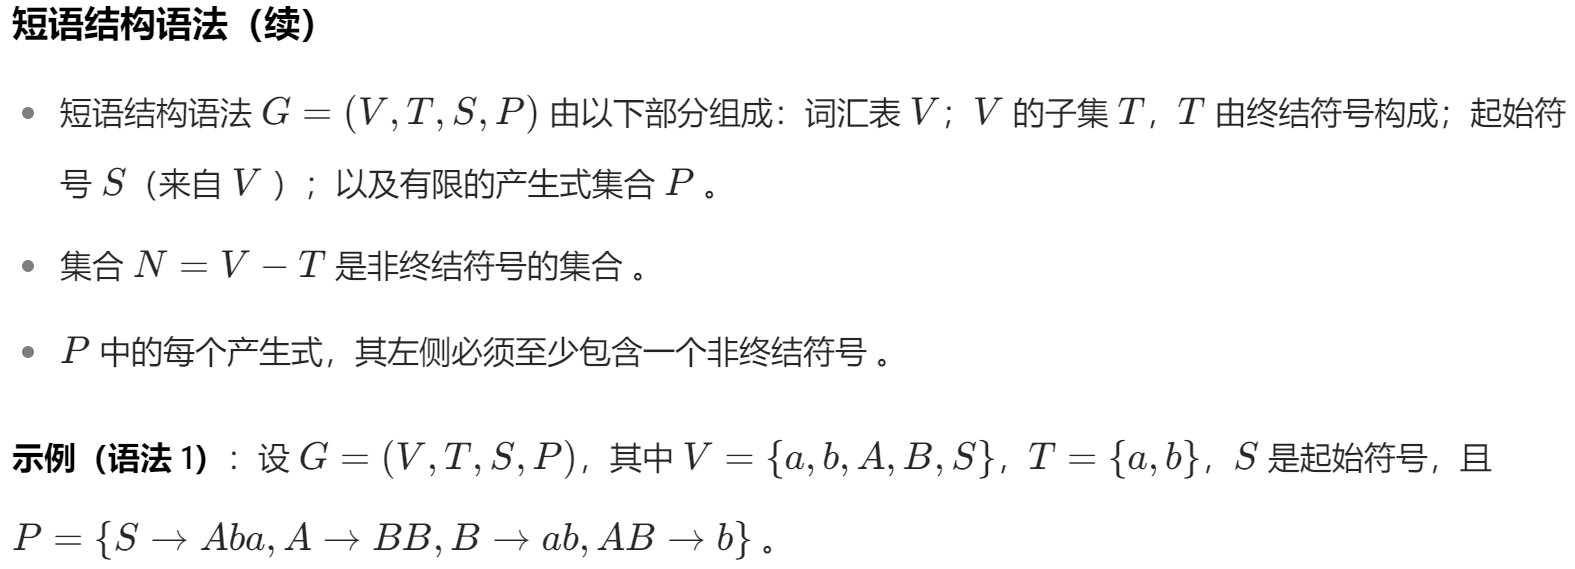 短语结构语法（续）
• 短语结构语法 G = (V, T, S, P) 由以下部分组成：词汇表 V；V 的子集 T，T 由终结符号构成；起始符
号 S（来自 V ）；以及有限的产生式集合 P 。
• 集合 N = V − T 是非终结符号的集合 。
• P 中的每个产生式，其左侧必须至少包含一个非终结符号 。
示例（语法 1）：设 G = (V, T, S, P)，其中 V = {a, b, A, B, S}，T = {a, b}，S 是起始符号，且
P = {S → Aba, A → BB, B → ab, AB → b} 。